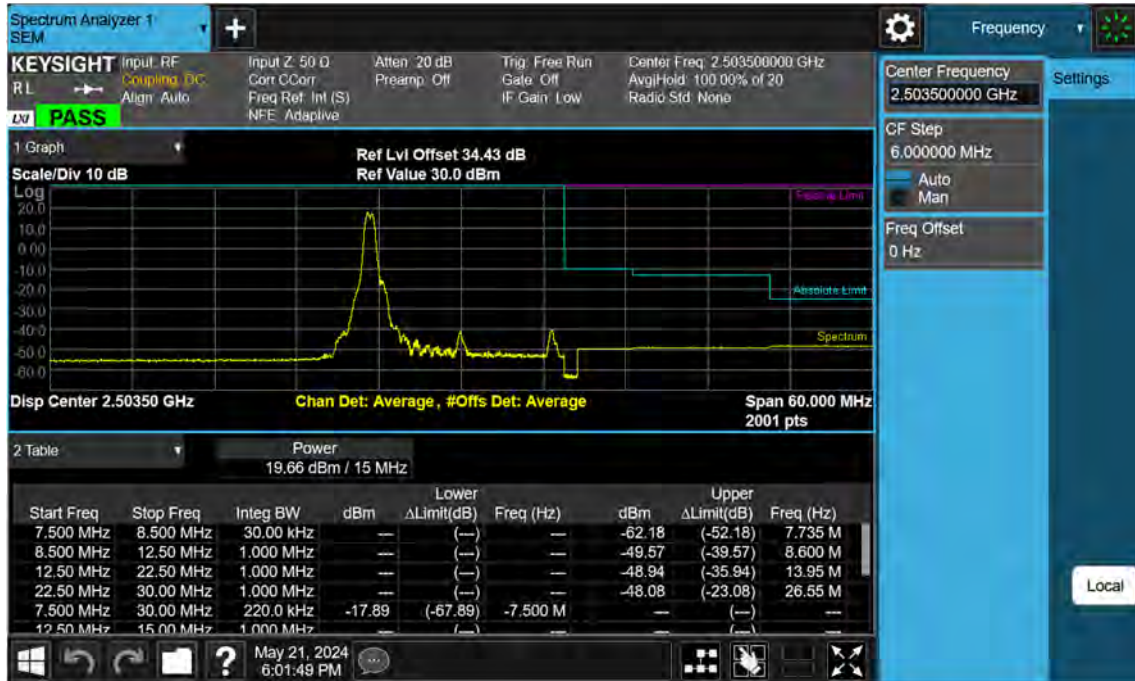 Spectrum Analyzer 1
SEM
Frequency
KEYSIGHT
Input: RF
Coupling: DC
Align: Auto
Input Z: 50 Ω
Corr CCorr
Freq Ref: Int (S)
NFE: Adaptive
Atten: 20 dB
Preamp: Off
Trig: Free Run
Gate: Off
IF Gain: Low
Center Freq: 2.503500000 GHz
Avg|Hold: 100.00% of 20
Radio Std: None
R L
LXI PASS
Center Frequency
2.503500000 GHz
Settings
CF Step
6.000000 MHz
Auto
Man
Freq Offset
0 Hz
1 Graph
Scale/Div 10 dB
Ref Lvl Offset 34.43 dB
Ref Value 30.0 dBm
Log
20.0
10.0
0.00
-10.0
-20.0
-30.0
-40.0
-50.0
-60.0
Absolute Limit
Spectrum
Disp Center 2.50350 GHz
Chan Det: Average, #Offs Det: Average
Span 60.000 MHz
2001 pts
2 Table
Power
19.66 dBm / 15 MHz
Lower Upper
Start Freq Stop Freq Integ BW dBm ΔLimit(dB) Freq (Hz) dBm ΔLimit(dB) Freq (Hz)
7.500 MHz 8.500 MHz 30.00 kHz --- (---) --- -62.18 (-52.18) 7.735 M
8.500 MHz 12.50 MHz 1.000 MHz --- (---) --- -49.57 (-39.57) 8.600 M
12.50 MHz 22.50 MHz 1.000 MHz --- (---) --- -48.94 (-35.94) 13.95 M
22.50 MHz 30.00 MHz 1.000 MHz --- (---) --- -48.08 (-23.08) 26.55 M
7.500 MHz 30.00 MHz 220.0 kHz -17.89 (-67.89) -7.500 M --- (---) ---
12.50 MHz 15.00 MHz 1.000 MHz --- (---) --- --- (---) ---
Local
May 21, 2024
6:01:49 PM